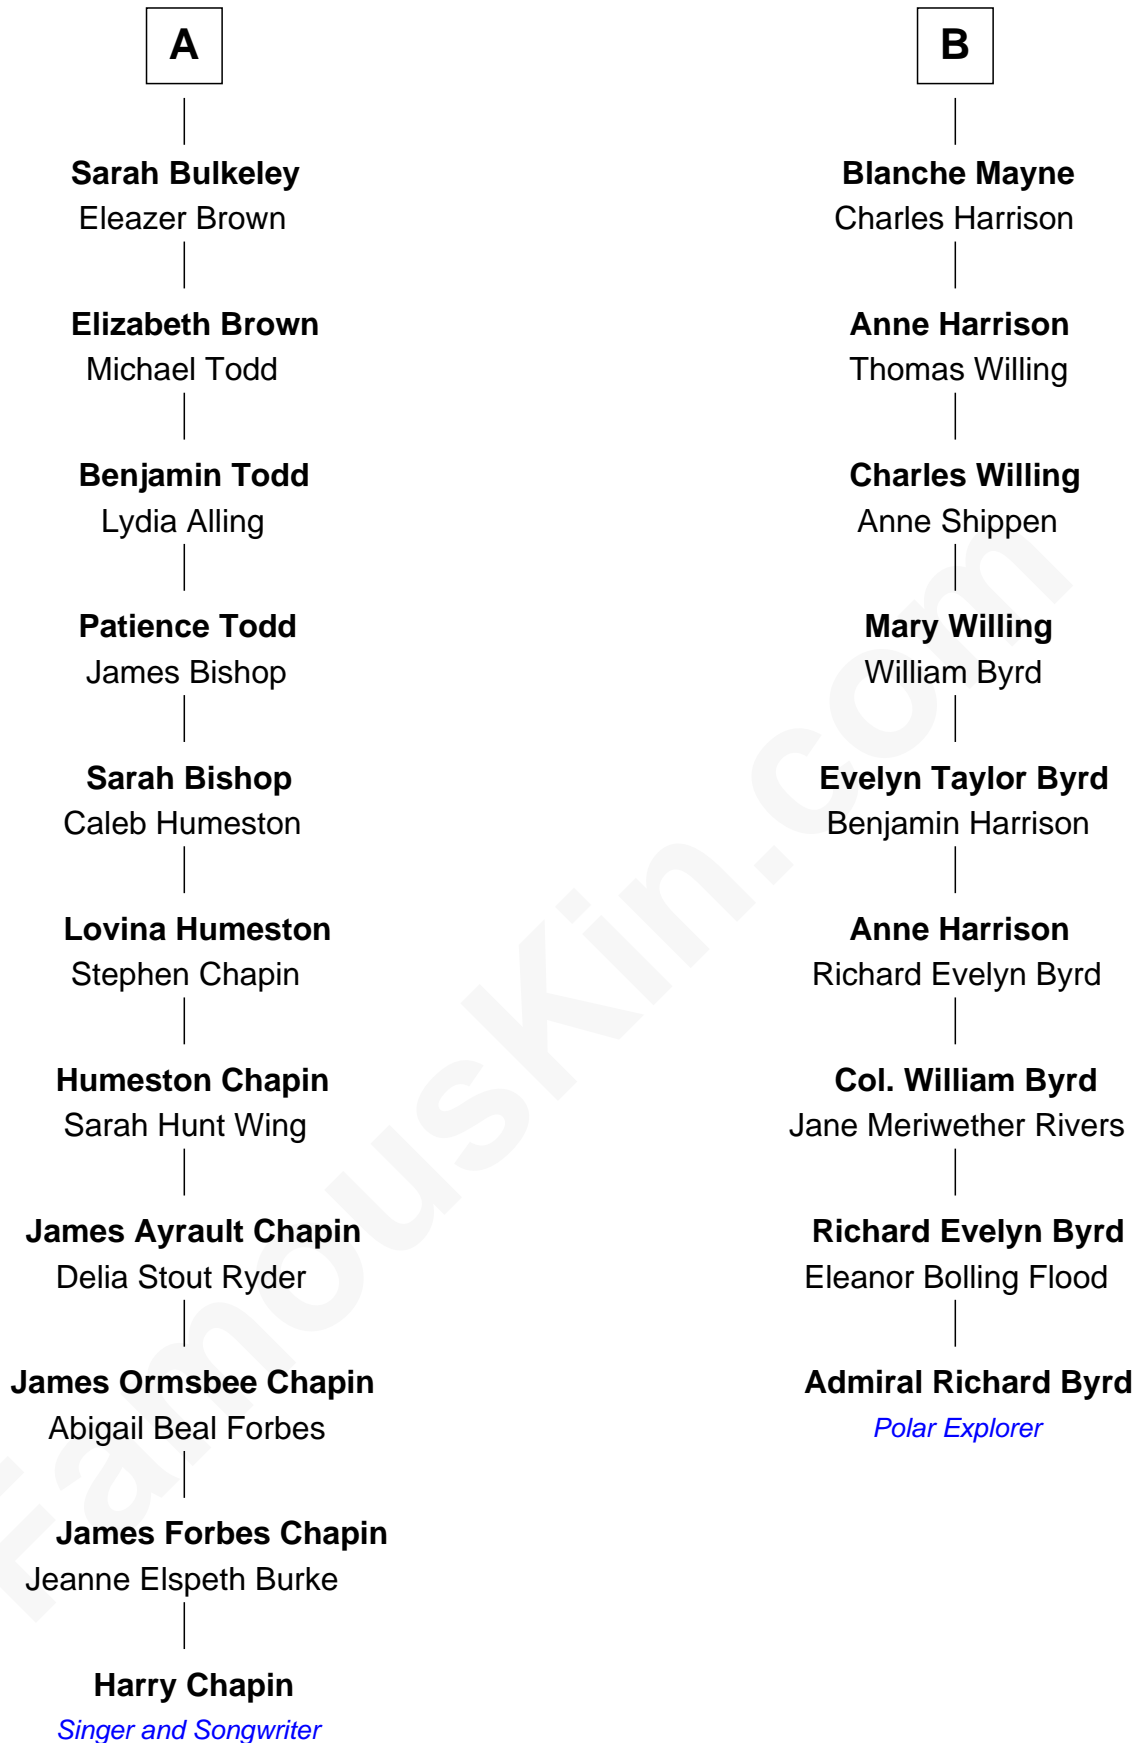 A
Sarah Bulkeley
Eleazer Brown
Elizabeth Brown
Michael Todd
Benjamin Todd
Lydia Alling
Patience Todd
James Bishop
Sarah Bishop
Caleb Humeston
Lovina Humeston
Stephen Chapin
Humeston Chapin
Sarah Hunt Wing
James Ayrault Chapin
Delia Stout Ryder
James Ormsbee Chapin
Abigail Beal Forbes
James Forbes Chapin
Jeanne Elspeth Burke
Harry Chapin
Singer and Songwriter
B
Blanche Mayne
Charles Harrison
Anne Harrison
Thomas Willing
Charles Willing
Anne Shippen
Mary Willing
William Byrd
Evelyn Taylor Byrd
Benjamin Harrison
Anne Harrison
Richard Evelyn Byrd
Col. William Byrd
Jane Meriwether Rivers
Richard Evelyn Byrd
Eleanor Bolling Flood
Admiral Richard Byrd
Polar Explorer
FamousKin.com